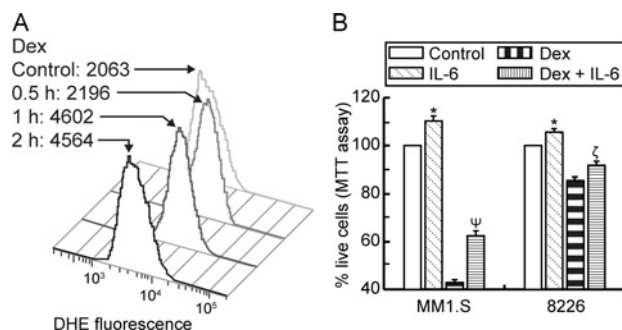 A
Dex
Control: 2063
0.5 h: 2196
1 h: 4602
2 h: 4564
10³
10⁴
10⁵
DHE fluorescence
B
Control
Dex
IL-6
Dex + IL-6
% live cells (MTT assay)
120
100
80
60
40
*
Ψ
*
ζ
MM1.S
8226